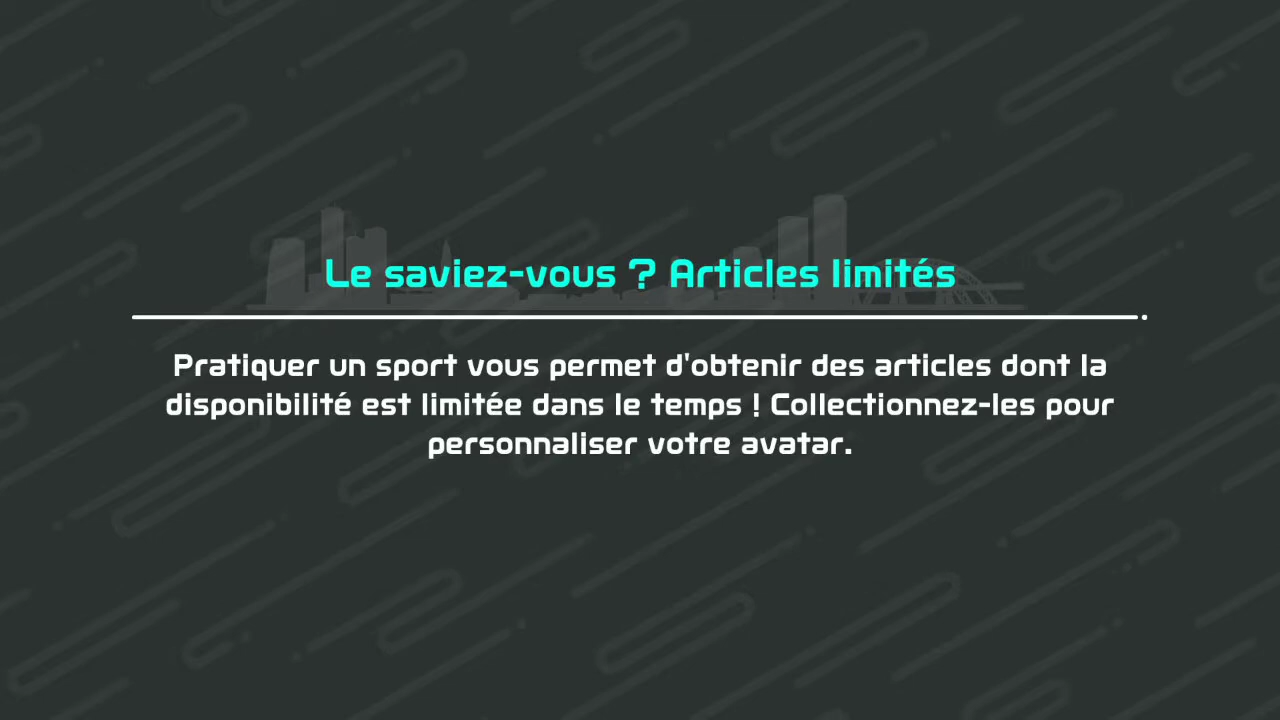 Le saviez-vous ? Articles limités
Pratiquer un sport vous permet d'obtenir des articles dont la
disponibilité est limitée dans le temps ! Collectionnez-les pour
personnaliser votre avatar.